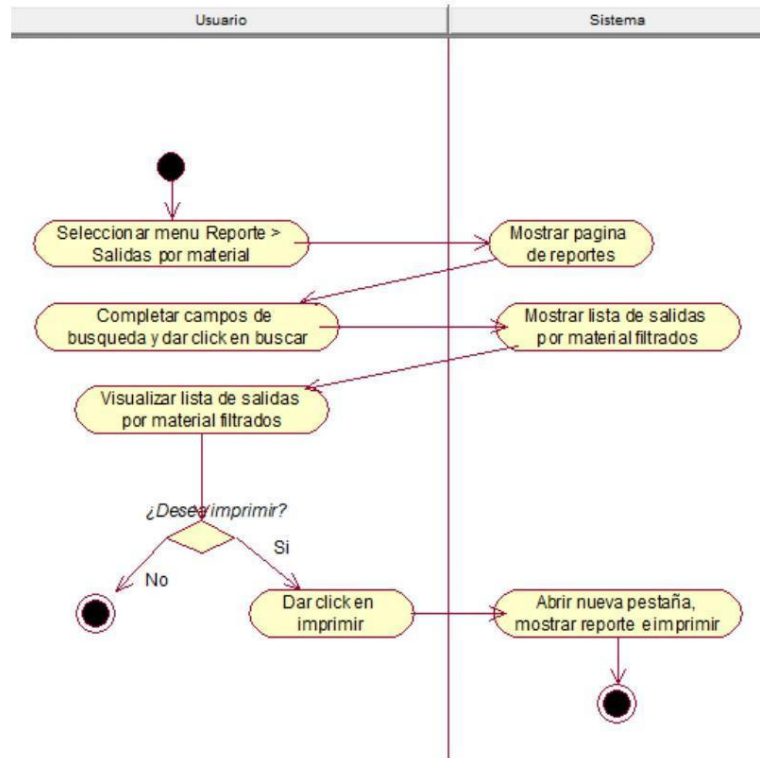 Usuario
Sistema
Seleccionar menu Reporte >
Salidas por material
Mostrar pagina
de reportes
Completar campos de
busqueda y dar click en buscar
Mostrar lista de salidas
por material filtrados
Visualizar lista de salidas
por material filtrados
¿Desea imprimir?
No
Si
Dar click en
imprimir
Abrir nueva pestaña,
mostrar reporte e imprimir